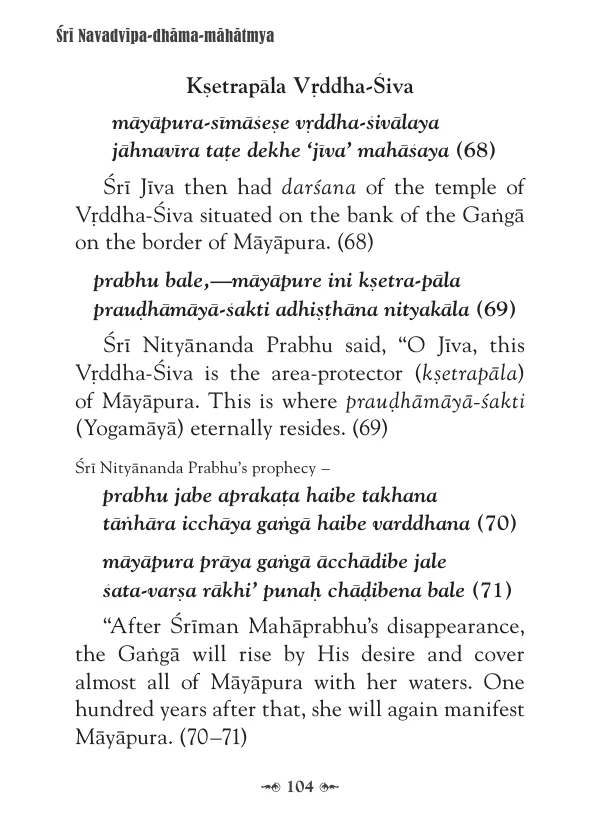 Śrī Navadvīpa-dhāma-māhātmya
Kṣetrapāla Vṛddha-Śiva
māyāpura-sīmāśeṣe vṛddha-śivālaya
jāhnavīra taṭe dekhe ‘jīva’ mahāśaya (68)
Śrī Jīva then had darśana of the temple of
Vṛddha-Śiva situated on the bank of the Gaṅgā
on the border of Māyāpura. (68)
prabhu bale,—māyāpure ini kṣetra-pāla
prauḍhāmāyā-śakti adhiṣṭhāna nityakāla (69)
Śrī Nityānanda Prabhu said, “O Jīva, this
Vṛddha-Śiva is the area-protector (kṣetrapāla)
of Māyāpura. This is where prauḍhāmāyā-śakti
(Yogamāyā) eternally resides. (69)
Śrī Nityānanda Prabhu’s prophecy –
prabhu jabe aprakaṭa haibe takhana
tāṅhāra icchāya gaṅgā haibe varddhana (70)
māyāpura prāya gaṅgā ācchādibe jale
śata-varṣa rākhi’ punaḥ chāḍibena bale (71)
“After Śrīman Mahāprabhu’s disappearance,
the Gaṅgā will rise by His desire and cover
almost all of Māyāpura with her waters. One
hundred years after that, she will again manifest
Māyāpura. (70–71)
104